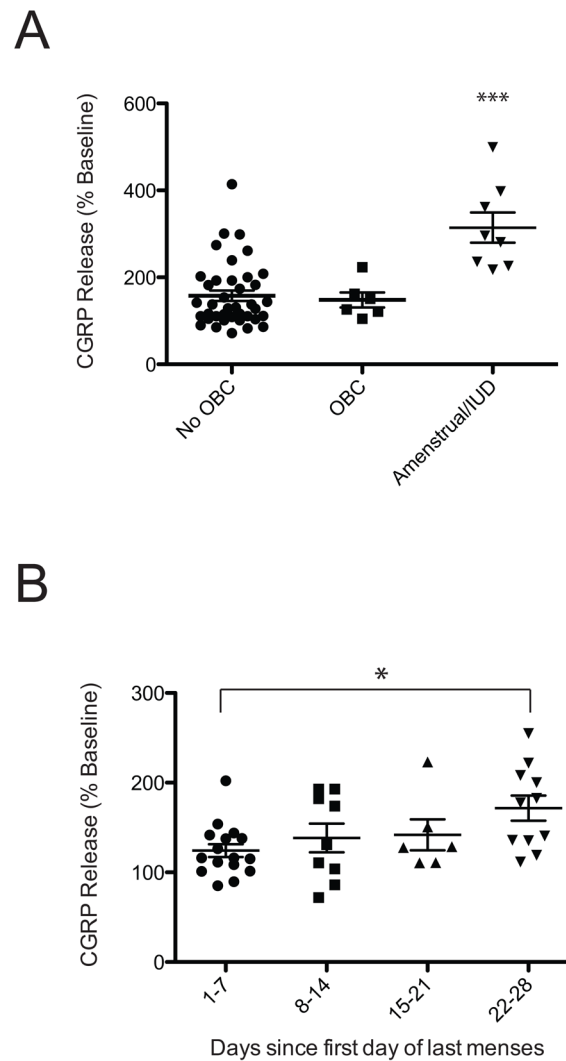 A
CGRP Release (% Baseline)
600
400
200
0
***
No OBC
OBC
Amenstrual/IUD
B
CGRP Release (% Baseline)
300
200
100
0
*
1-7
8-14
15-21
22-28
Days since first day of last menses